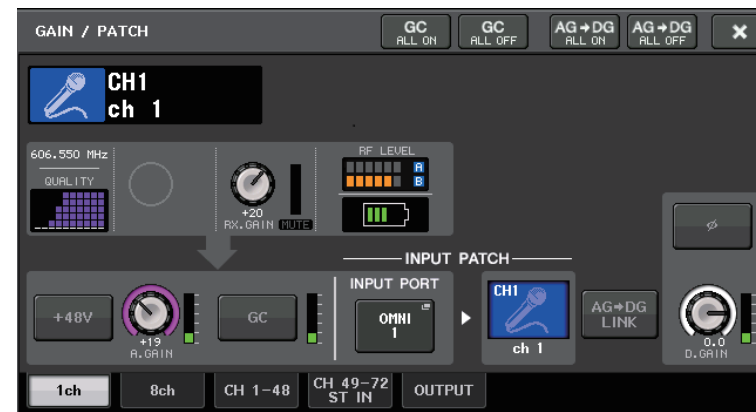 GAIN / PATCH
GC
ALL ON
GC
ALL OFF
AG→DG
ALL ON
AG→DG
ALL OFF
CH1
ch 1
606.550 MHz
QUALITY
+20
RX.GAIN
MUTE
RF LEVEL
A
B
INPUT PATCH
+48V
+19
A.GAIN
GC
INPUT PORT
OMNI
1
CH1
ch 1
AG→DG
LINK
ø
0.0
D.GAIN
1ch
8ch
CH 1-48
CH 49-72
ST IN
OUTPUT